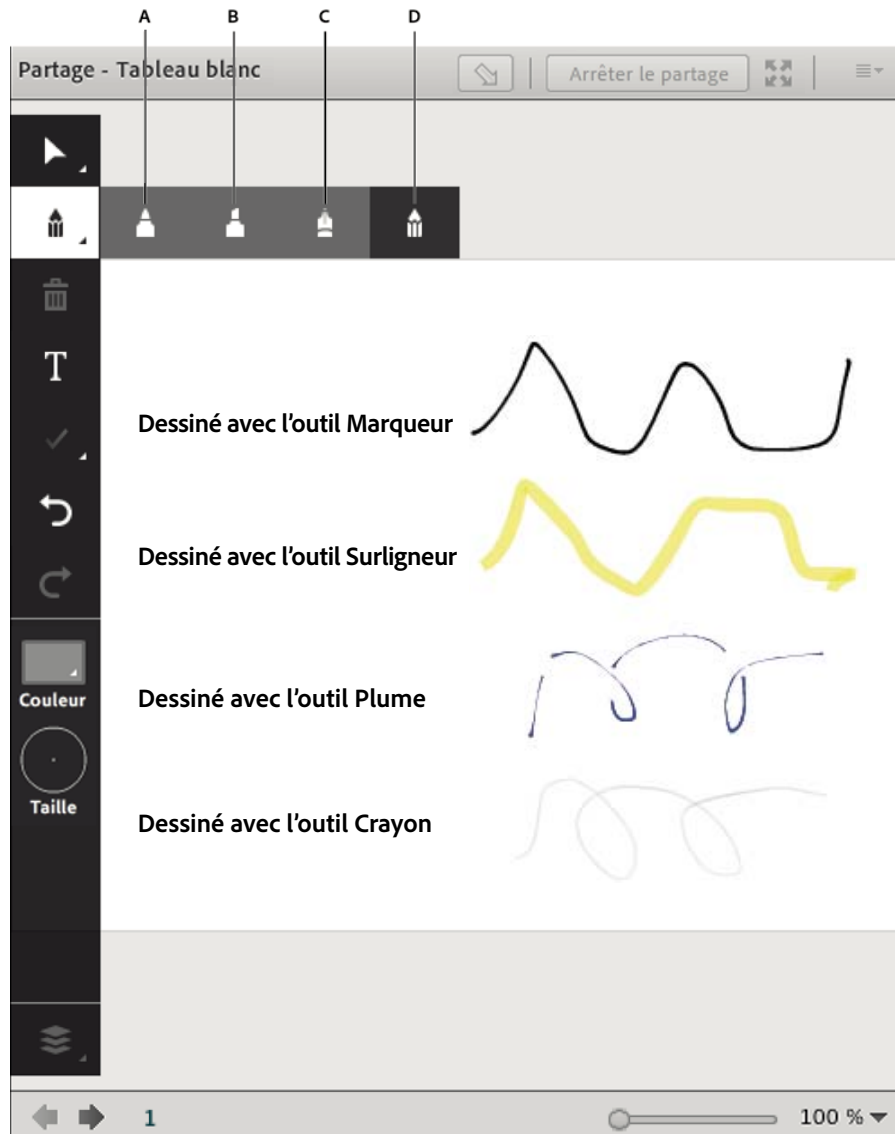 A B C D
Partage - Tableau blanc Arrêter le partage
T
Dessiné avec l’outil Marqueur
Dessiné avec l’outil Surligneur
Couleur
Dessiné avec l’outil Plume
Taille
Dessiné avec l’outil Crayon
1 100 %